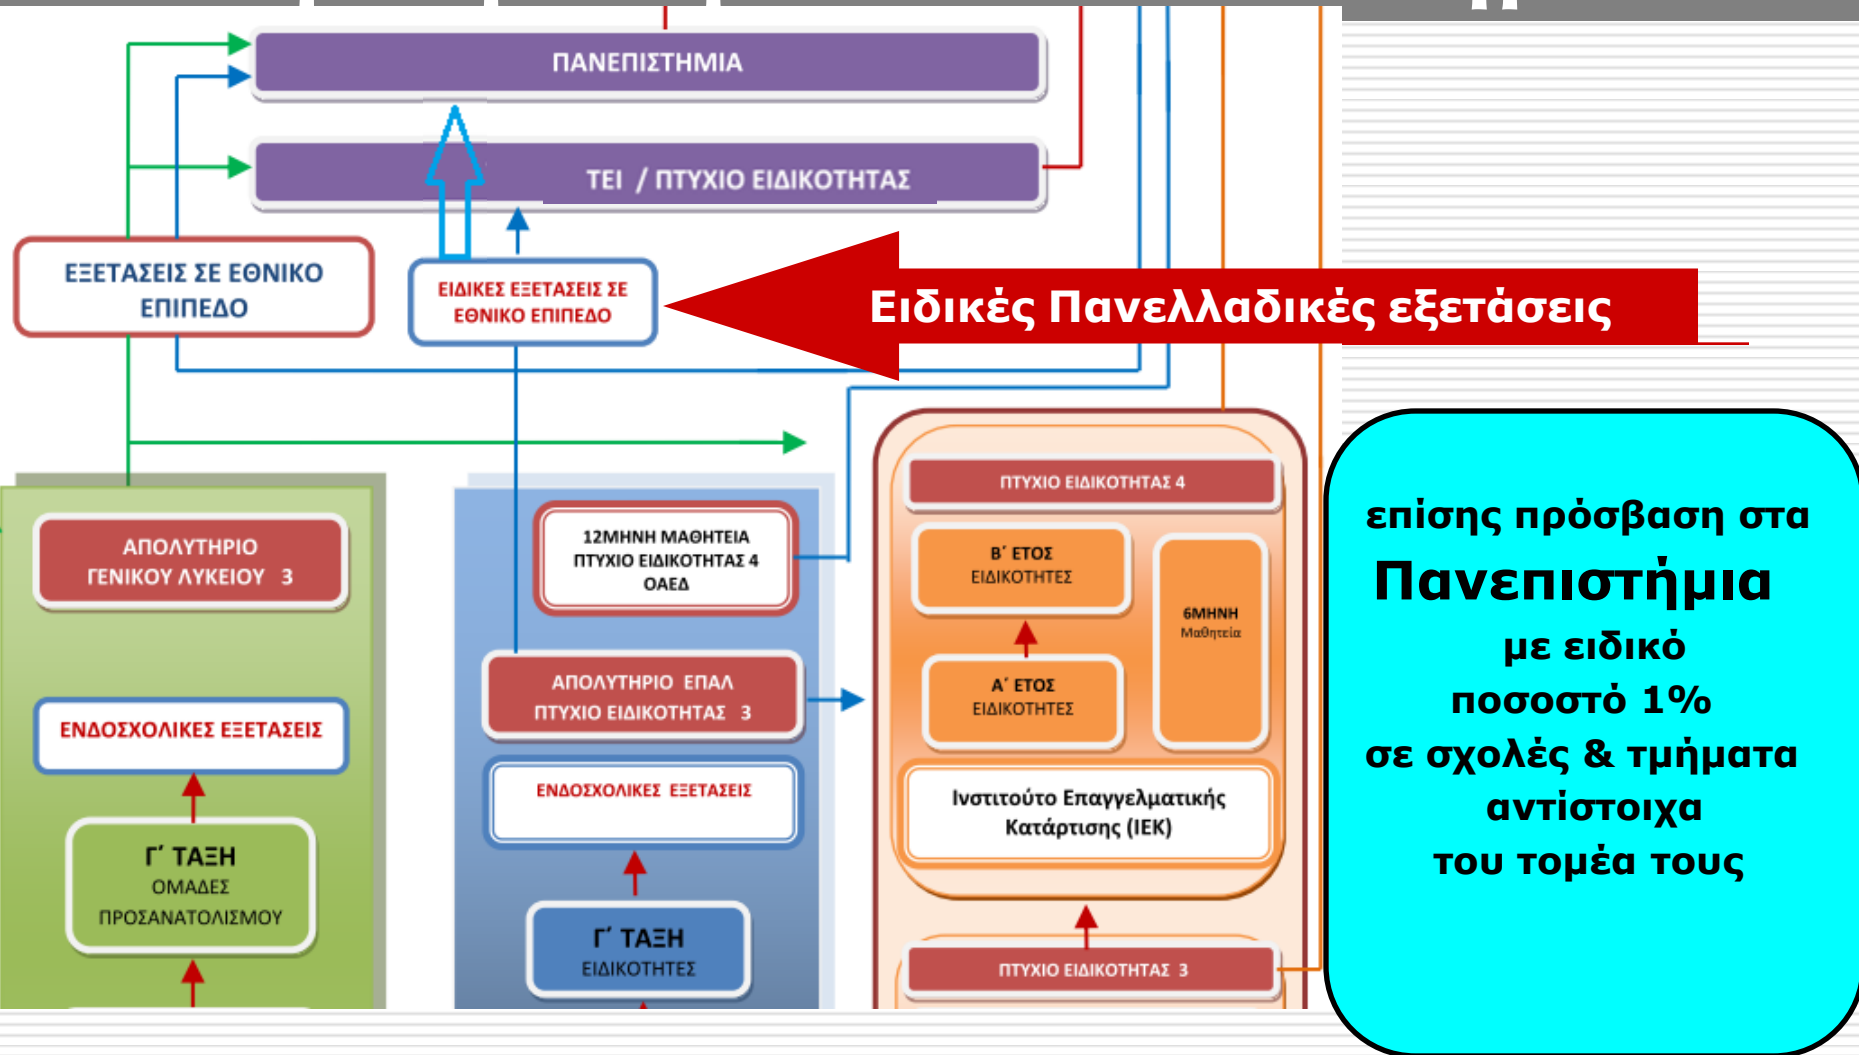 ΠΑΝΕΠΙΣΤΗΜΙΑ
ΤΕΙ / ΠΤΥΧΙΟ ΕΙΔΙΚΟΤΗΤΑΣ
ΕΞΕΤΑΣΕΙΣ ΣΕ ΕΘΝΙΚΟ
ΕΠΙΠΕΔΟ
ΕΙΔΙΚΕΣ ΕΞΕΤΑΣΕΙΣ ΣΕ
ΕΘΝΙΚΟ ΕΠΙΠΕΔΟ
Ειδικές Πανελλαδικές εξετάσεις
ΑΠΟΛΥΤΗΡΙΟ
ΓΕΝΙΚΟΥ ΛΥΚΕΙΟΥ 3
ΕΝΔΟΣΧΟΛΙΚΕΣ ΕΞΕΤΑΣΕΙΣ
Γ΄ ΤΑΞΗ
ΟΜΑΔΕΣ
ΠΡΟΣΑΝΑΤΟΛΙΣΜΟΥ
12ΜΗΝΗ ΜΑΘΗΤΕΙΑ
ΠΤΥΧΙΟ ΕΙΔΙΚΟΤΗΤΑΣ 4
ΟΑΕΔ
ΑΠΟΛΥΤΗΡΙΟ ΕΠΑΛ
ΠΤΥΧΙΟ ΕΙΔΙΚΟΤΗΤΑΣ 3
ΕΝΔΟΣΧΟΛΙΚΕΣ ΕΞΕΤΑΣΕΙΣ
Γ΄ ΤΑΞΗ
ΕΙΔΙΚΟΤΗΤΕΣ
ΠΤΥΧΙΟ ΕΙΔΙΚΟΤΗΤΑΣ 4
Β΄ ΕΤΟΣ
ΕΙΔΙΚΟΤΗΤΕΣ
6ΜΗΝΗ
Μαθητεία
Α΄ ΕΤΟΣ
ΕΙΔΙΚΟΤΗΤΕΣ
Ινστιτούτο Επαγγελματικής
Κατάρτισης (ΙΕΚ)
ΠΤΥΧΙΟ ΕΙΔΙΚΟΤΗΤΑΣ 3
επίσης πρόσβαση στα
Πανεπιστήμια
με ειδικό
ποσοστό 1%
σε σχολές & τμήματα
αντίστοιχα
του τομέα τους